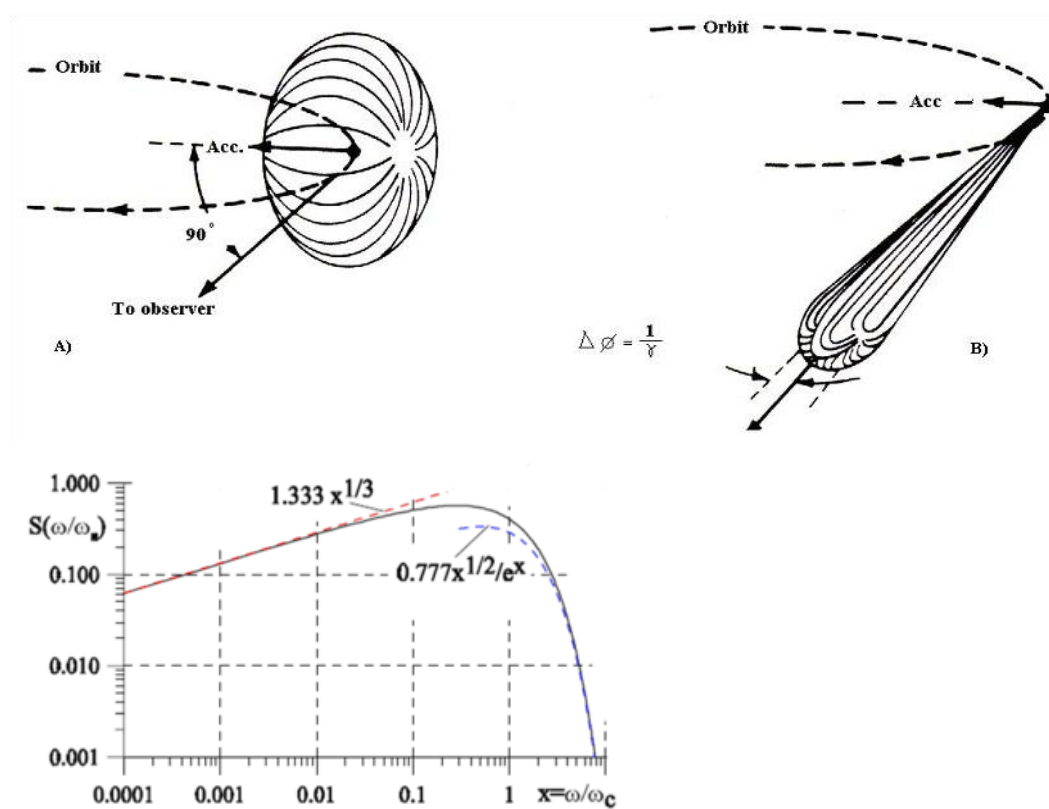 Orbit
Acc.
90°
To observer
A)
Orbit
Acc
Δ ø = 1/γ
B)
1.000
1.333 x^1/3
S(ω/ω_s)
0.100
0.777x^1/2/e^x
0.010
0.001
0.0001 0.001 0.01 0.1 1 x=ω/ω_c